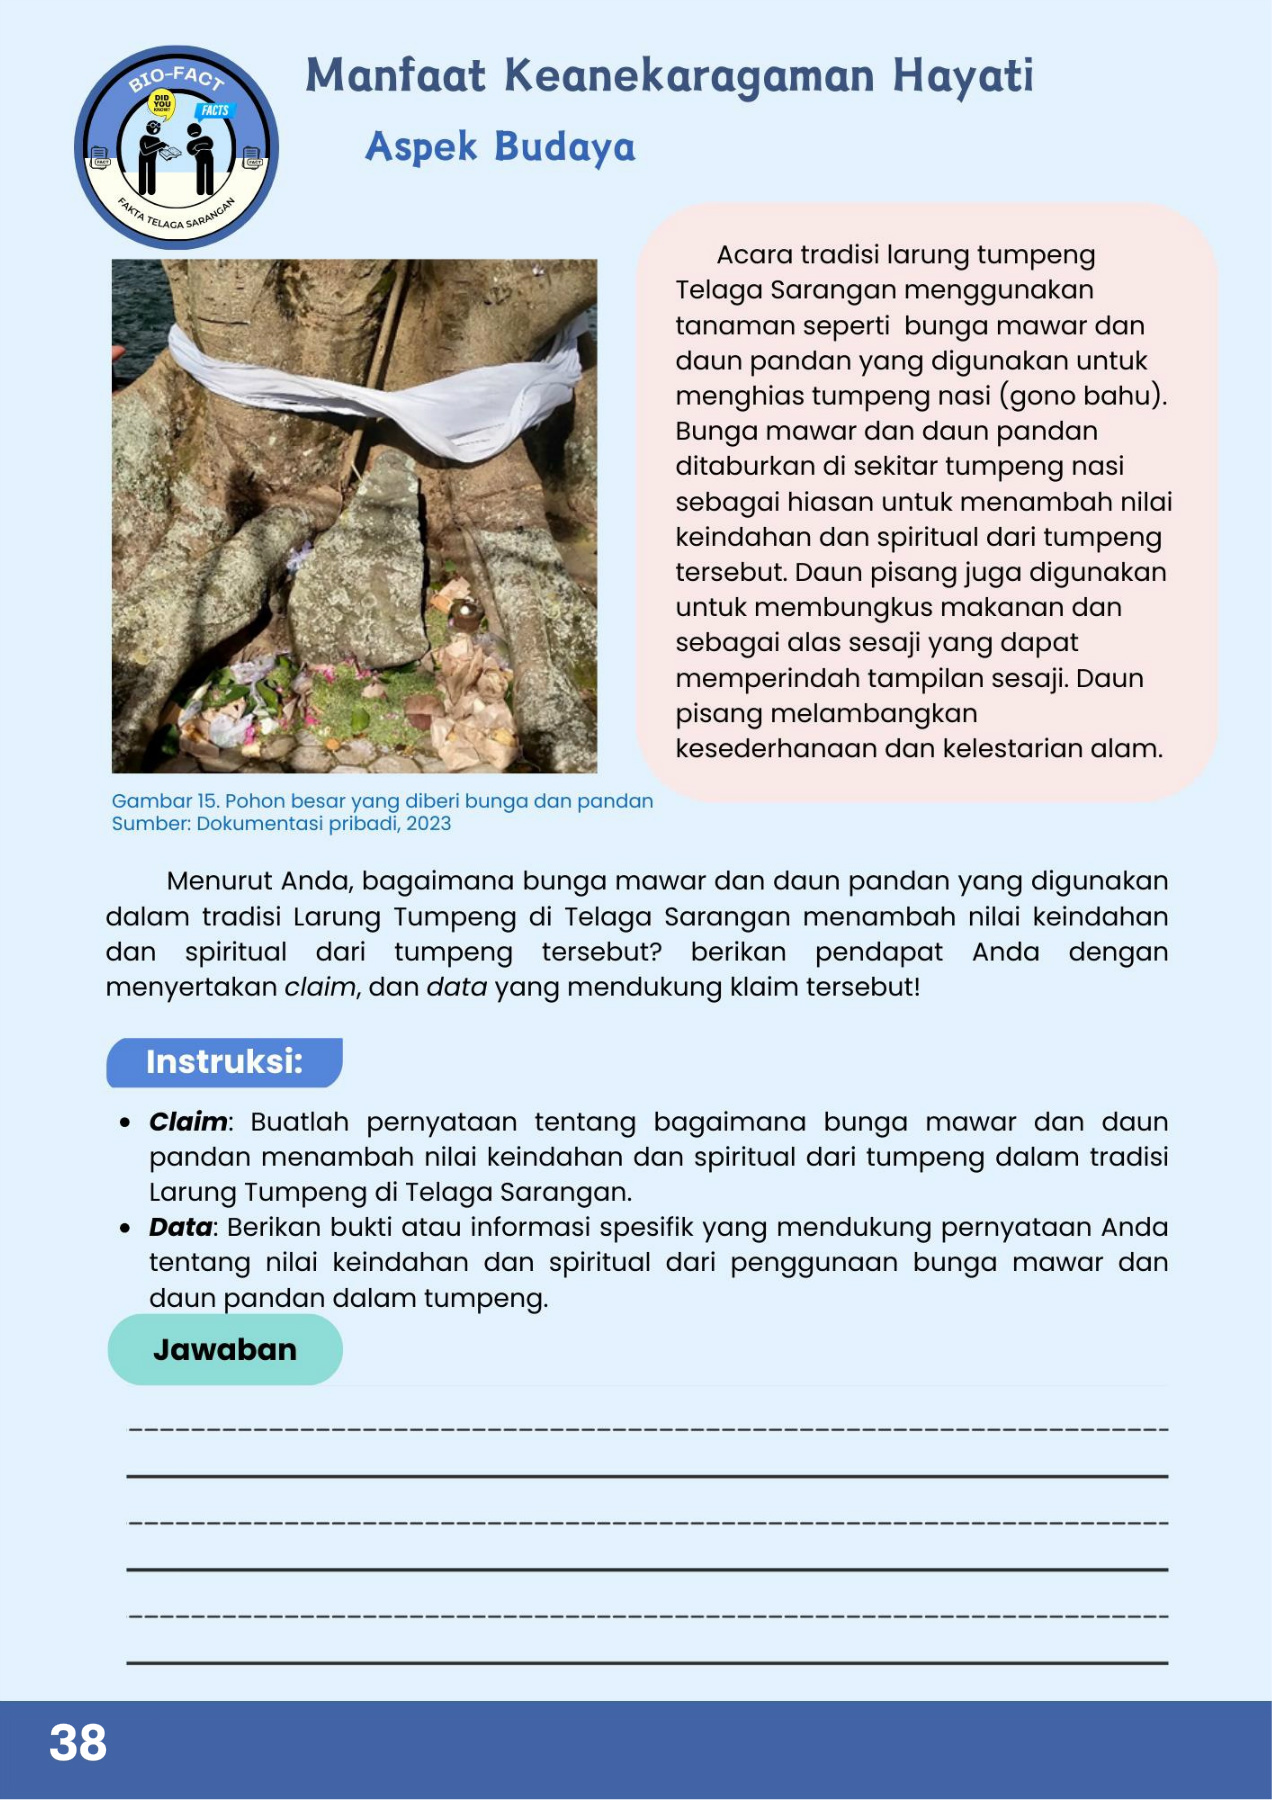 BIO-FACT
DID
YOU
KNOW?
FACTS
FACT
FACT
FAKTA TELAGA SARANGAN
Manfaat Keanekaragaman Hayati
Aspek Budaya
Acara tradisi larung tumpeng
Telaga Sarangan menggunakan
tanaman seperti bunga mawar dan
daun pandan yang digunakan untuk
menghias tumpeng nasi (gono bahu).
Bunga mawar dan daun pandan
ditaburkan di sekitar tumpeng nasi
sebagai hiasan untuk menambah nilai
keindahan dan spiritual dari tumpeng
tersebut. Daun pisang juga digunakan
untuk membungkus makanan dan
sebagai alas sesaji yang dapat
memperindah tampilan sesaji. Daun
pisang melambangkan
kesederhanaan dan kelestarian alam.
Gambar 15. Pohon besar yang diberi bunga dan pandan
Sumber: Dokumentasi pribadi, 2023
Menurut Anda, bagaimana bunga mawar dan daun pandan yang digunakan
dalam tradisi Larung Tumpeng di Telaga Sarangan menambah nilai keindahan
dan spiritual dari tumpeng tersebut? berikan pendapat Anda dengan
menyertakan claim, dan data yang mendukung klaim tersebut!
Instruksi:
• Claim: Buatlah pernyataan tentang bagaimana bunga mawar dan daun
pandan menambah nilai keindahan dan spiritual dari tumpeng dalam tradisi
Larung Tumpeng di Telaga Sarangan.
• Data: Berikan bukti atau informasi spesifik yang mendukung pernyataan Anda
tentang nilai keindahan dan spiritual dari penggunaan bunga mawar dan
daun pandan dalam tumpeng.
Jawaban
38